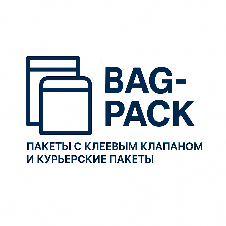 BAG-
PACK
ПАКЕТЫ С КЛЕЕВЫМ КЛАПАНОМ
И КУРЬЕРСКИЕ ПАКЕТЫ